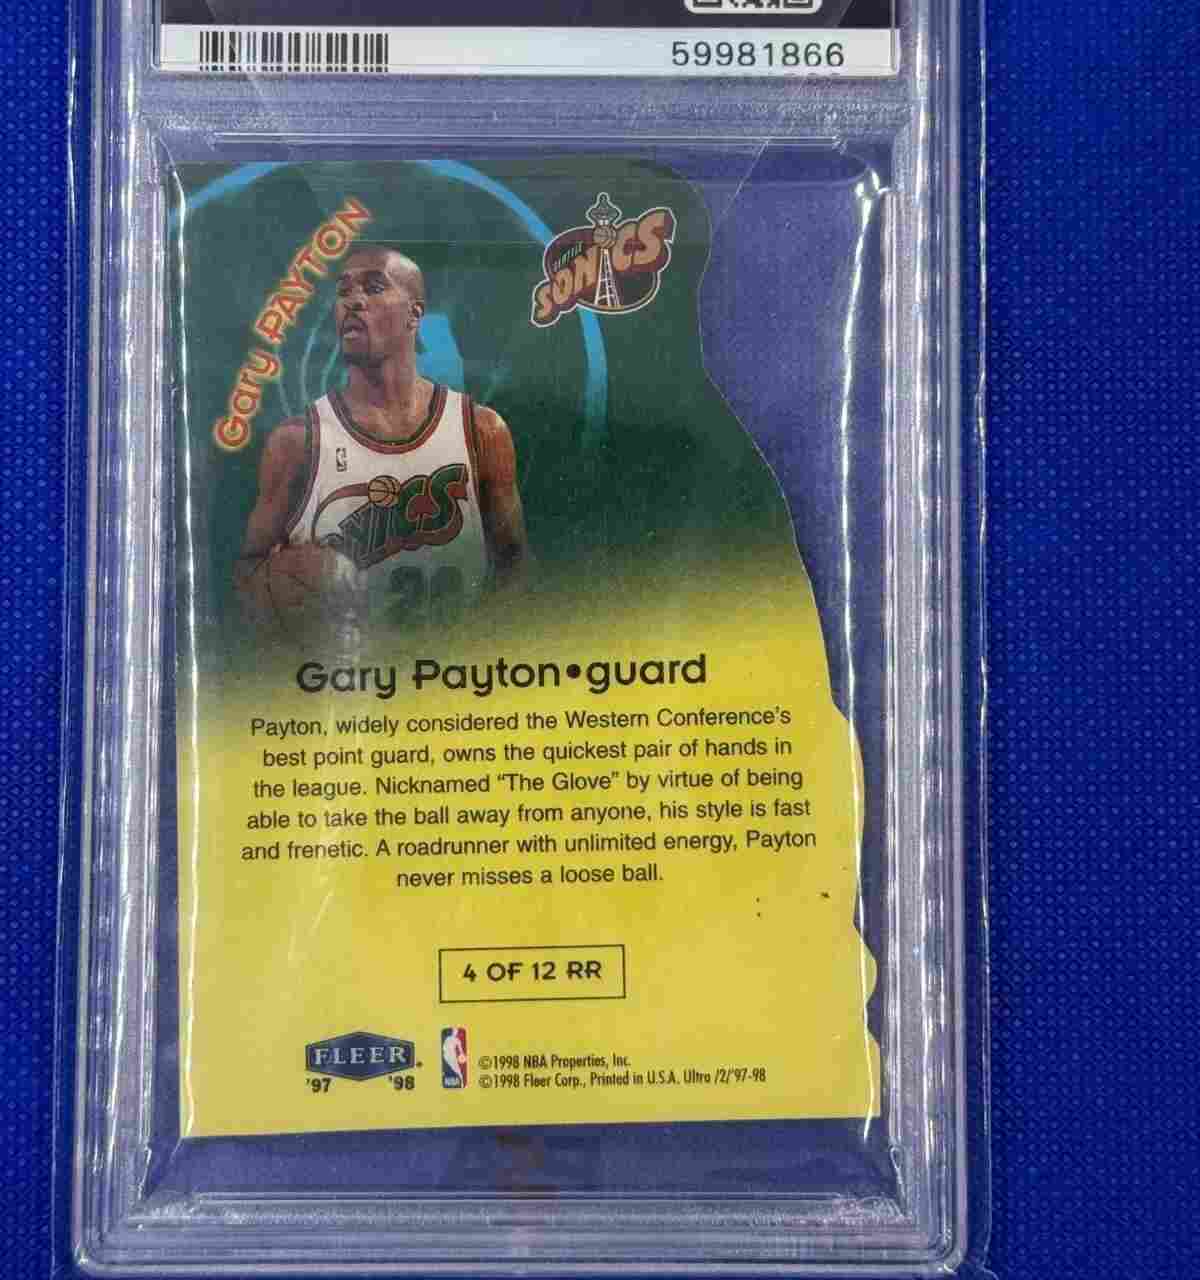 59981866
Gary PAYTON
SEATTLE
SONICS
SONICS
20
Gary Payton•guard
Payton, widely considered the Western Conference's
best point guard, owns the quickest pair of hands in
the league. Nicknamed “The Glove” by virtue of being
able to take the ball away from anyone, his style is fast
and frenetic. A roadrunner with unlimited energy, Payton
never misses a loose ball.
4 OF 12 RR
FLEER
'97 '98
NBA
©1998 NBA Properties, Inc.
©1998 Fleer Corp., Printed in U.S.A. Ultra /2/'97-98